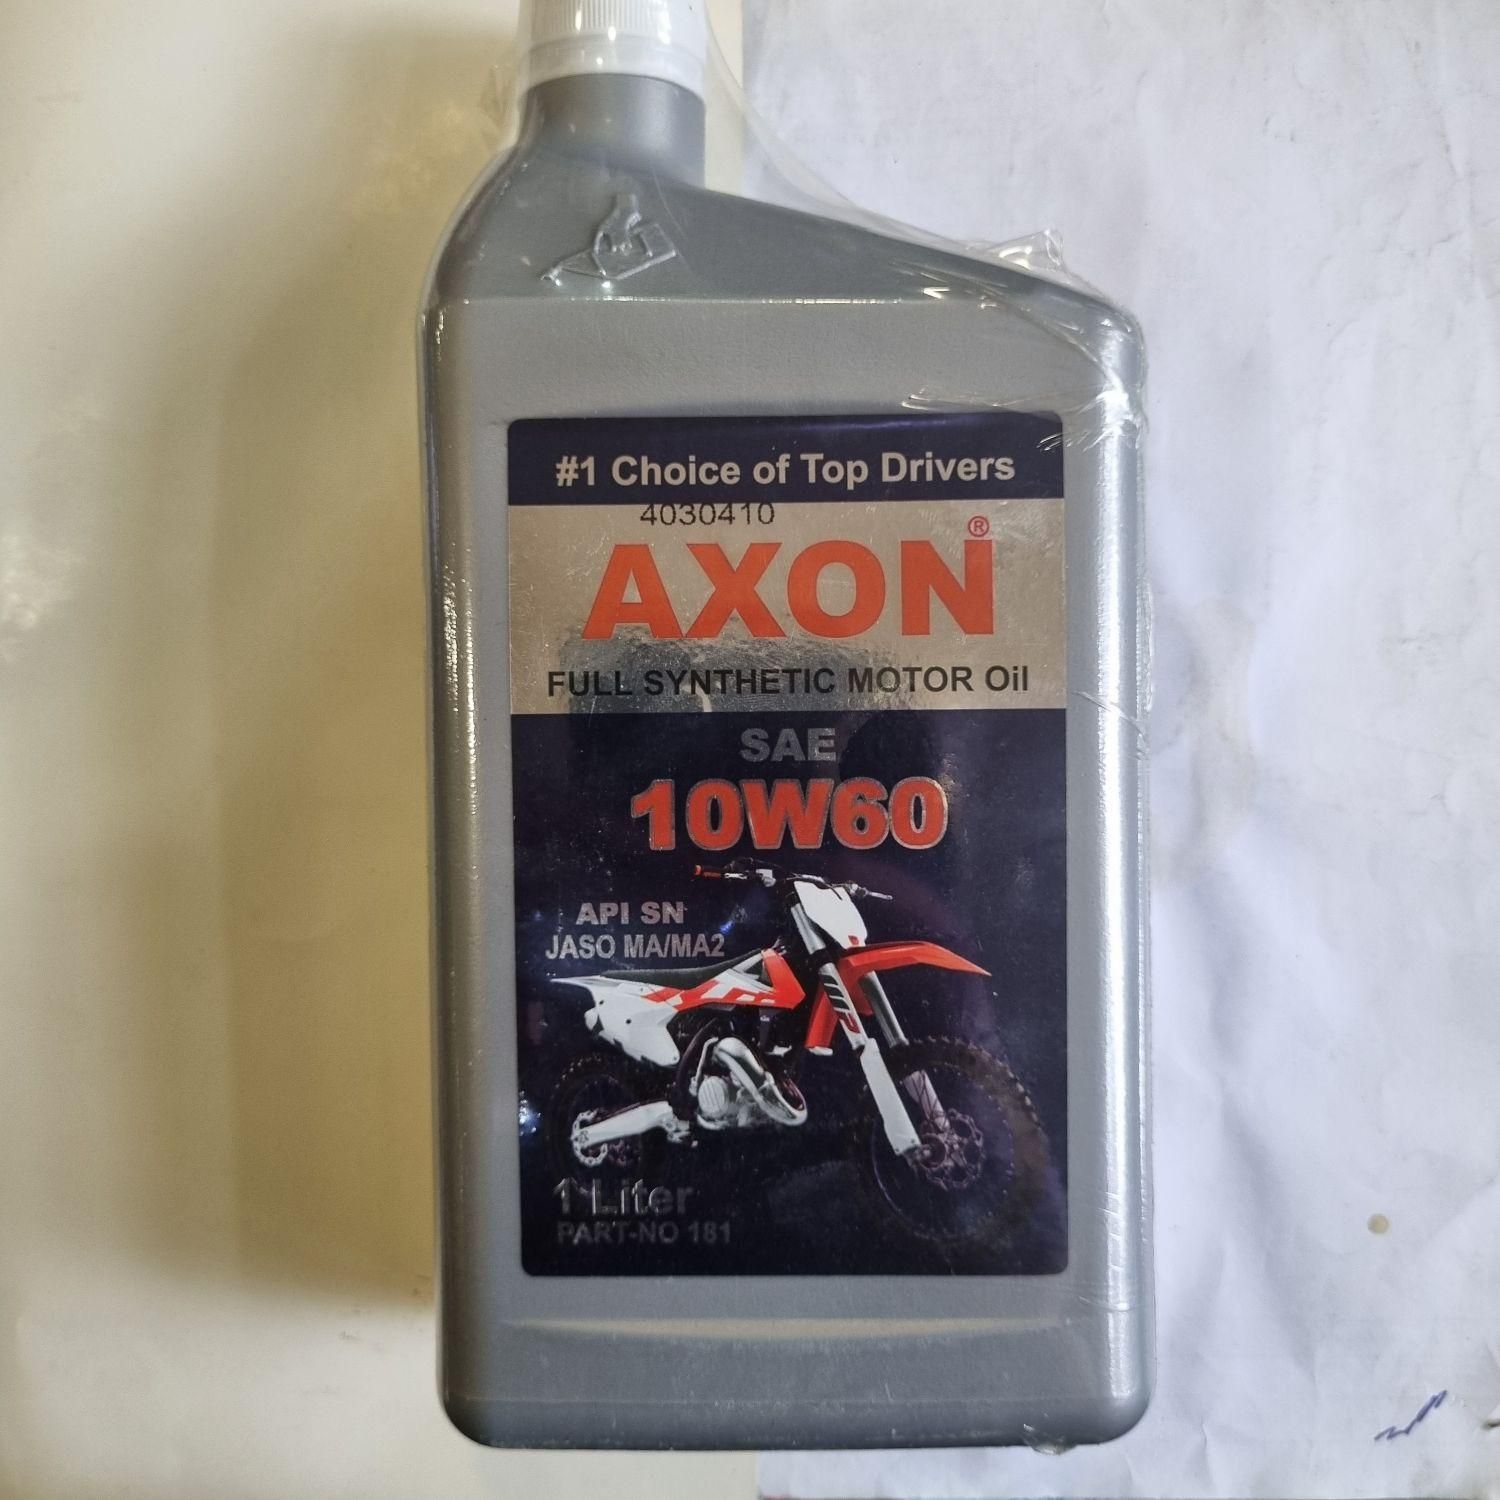 #1 Choice of Top Drivers
4030410
AXON®
FULL SYNTHETIC MOTOR Oil
SAE
10W60
API SN
JASO MA/MA2
1 Liter
PART-NO 181